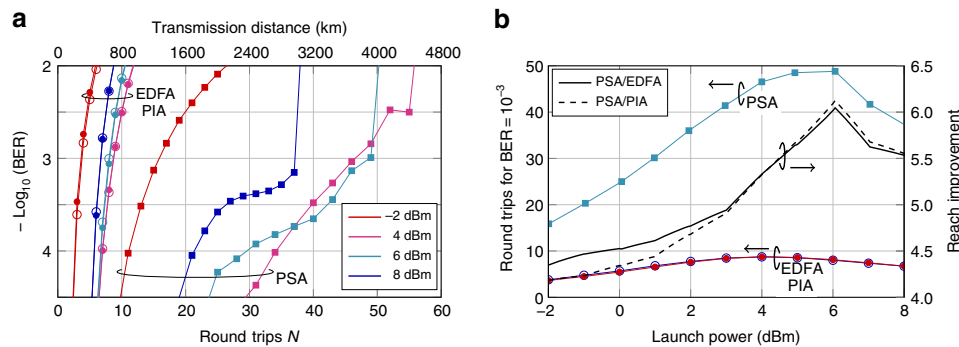 a
Transmission distance (km)
0 800 1600 2400 3200 4000 4800
2
3
4
– Log10 (BER)
EDFA
PIA
PSA
–2 dBm
4 dBm
6 dBm
8 dBm
0 10 20 30 40 50 60
Round trips N
b
Round trips for BER = 10–3
50
40
30
20
10
0
PSA/EDFA
PSA/PIA
PSA
EDFA
PIA
6.5
6.0
5.5
5.0
4.5
4.0
Reach improvement
–2 0 2 4 6 8
Launch power (dBm)